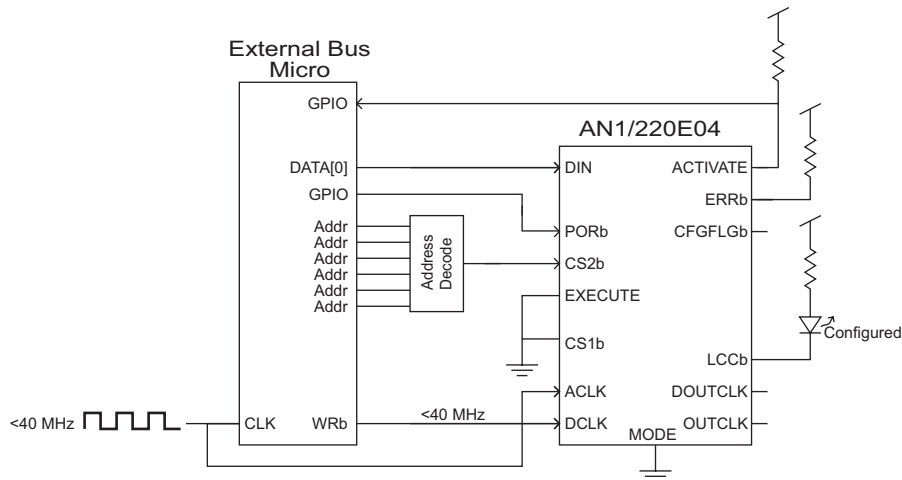 External Bus
Micro
GPIO
AN1/220E04
DATA[0]
DIN
ACTIVATE
GPIO
ERRb
Addr
Addr
Addr
Addr
Addr
Addr
Address
Decode
PORb
CFGFLGb
CS2b
EXECUTE
CS1b
Configured
LCCb
ACLK
DOUTCLK
<40 MHz
CLK
WRb
<40 MHz
DCLK
OUTCLK
MODE